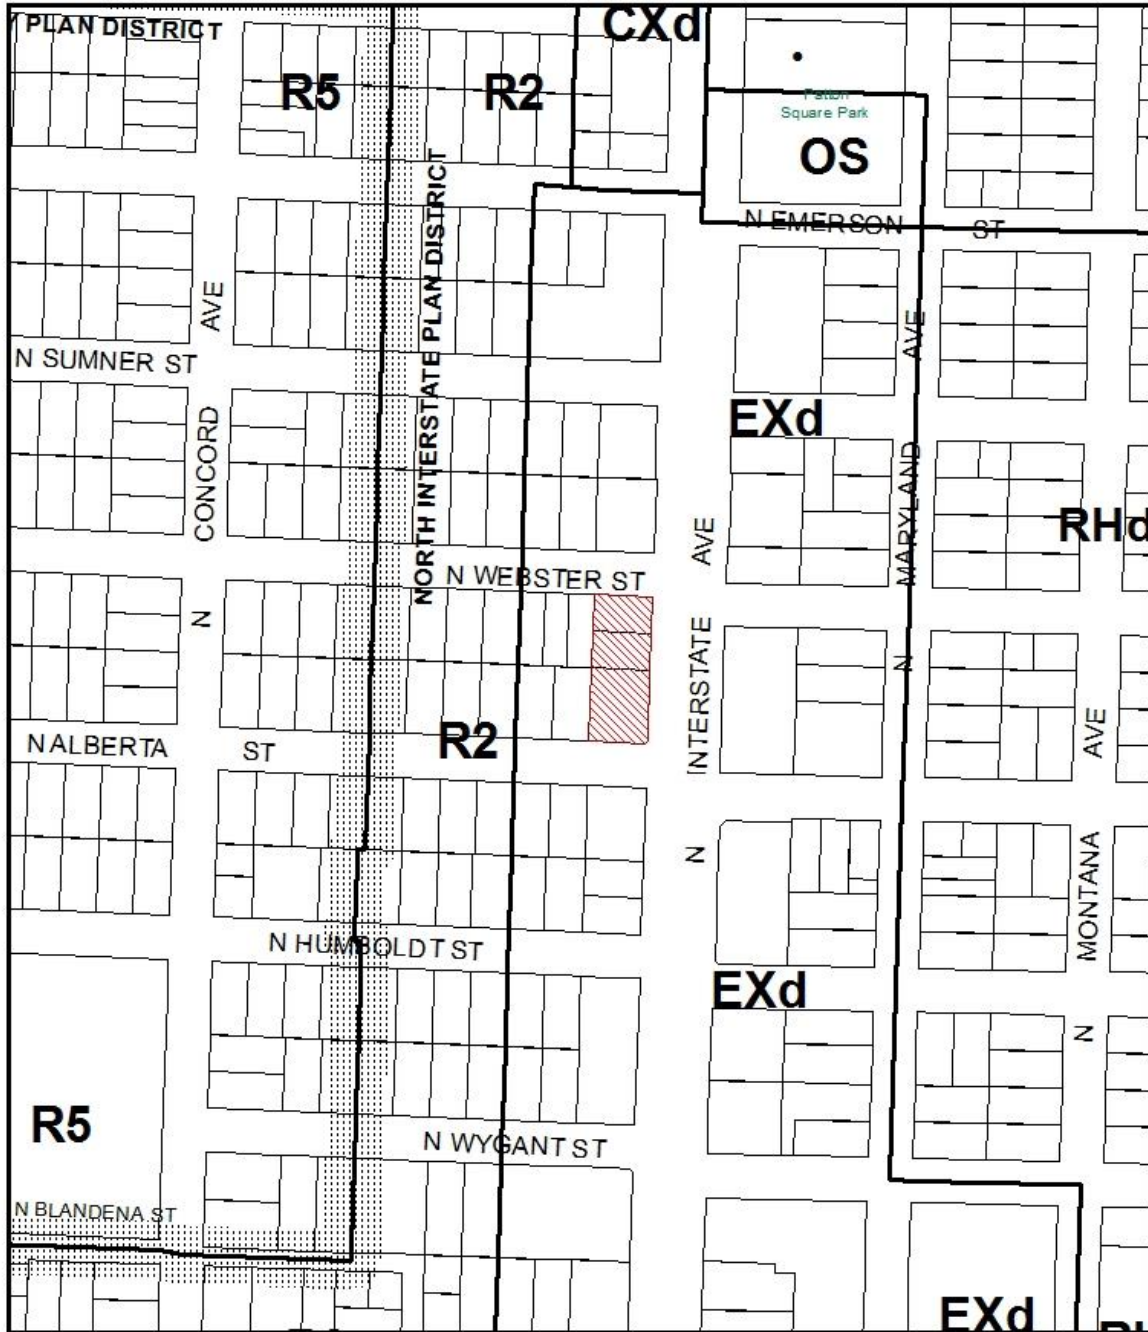 CXd
PLAN DISTRICT
R5
R2
Patton
Square Park
OS
NORTH INTERSTATE PLAN DISTRICT
N EMERSON ST
AVE
AVE
N SUMNER ST
EXd
CONCORD
MARYLAND
AVE
RHd
N WEBSTER ST
N
INTERSTATE
N
R2
N ALBERTA ST
AVE
N
MONTANA
N HUMBOLDT ST
EXd
N
R5
N WYGANT ST
N BLANDENA ST
EXd